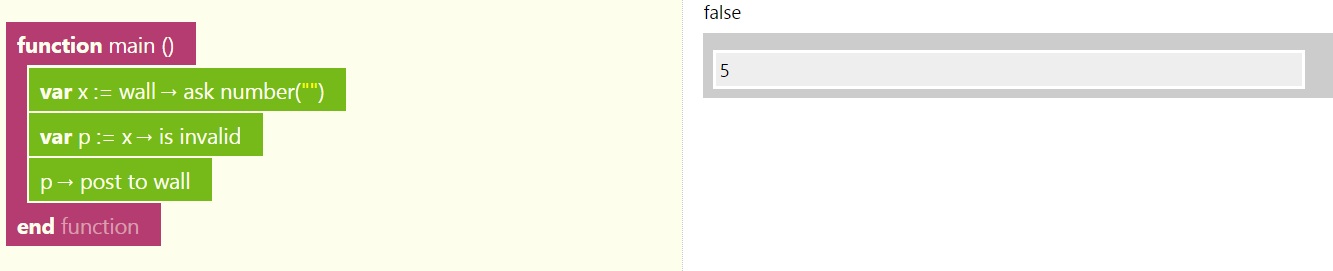 function main ()
var x := wall → ask number("")
var p := x → is invalid
p → post to wall
end function
false
5